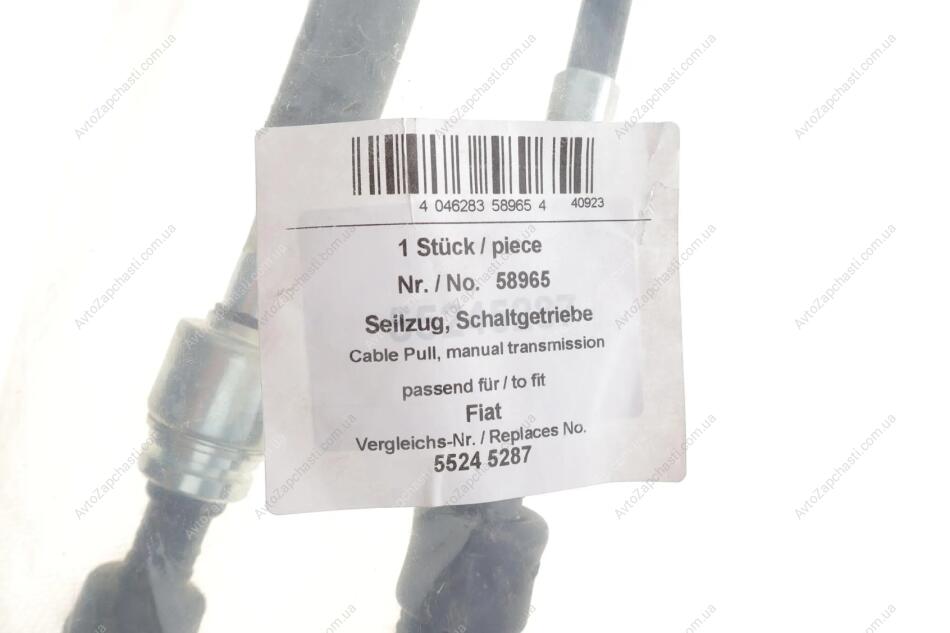 4 046283 58965 4 40923
1 Stück / piece
Nr. / No. 58965
Seilzug, Schaltgetriebe
Cable Pull, manual transmission
passend für / to fit
Fiat
Vergleichs-Nr. / Replaces No.
5524 5287
AvtoZapchasti.com.ua